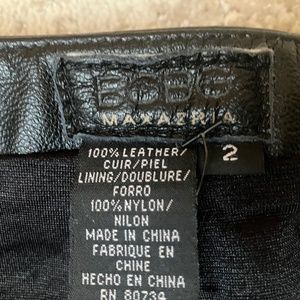 BCBG
MAXAZRIA
2
100% LEATHER/
CUIR/PIEL
LINING/DOUBLURE/
FORRO
100% NYLON/
NILON
MADE IN CHINA
FABRIQUE EN
CHINE
HECHO EN CHINA
RN 80734